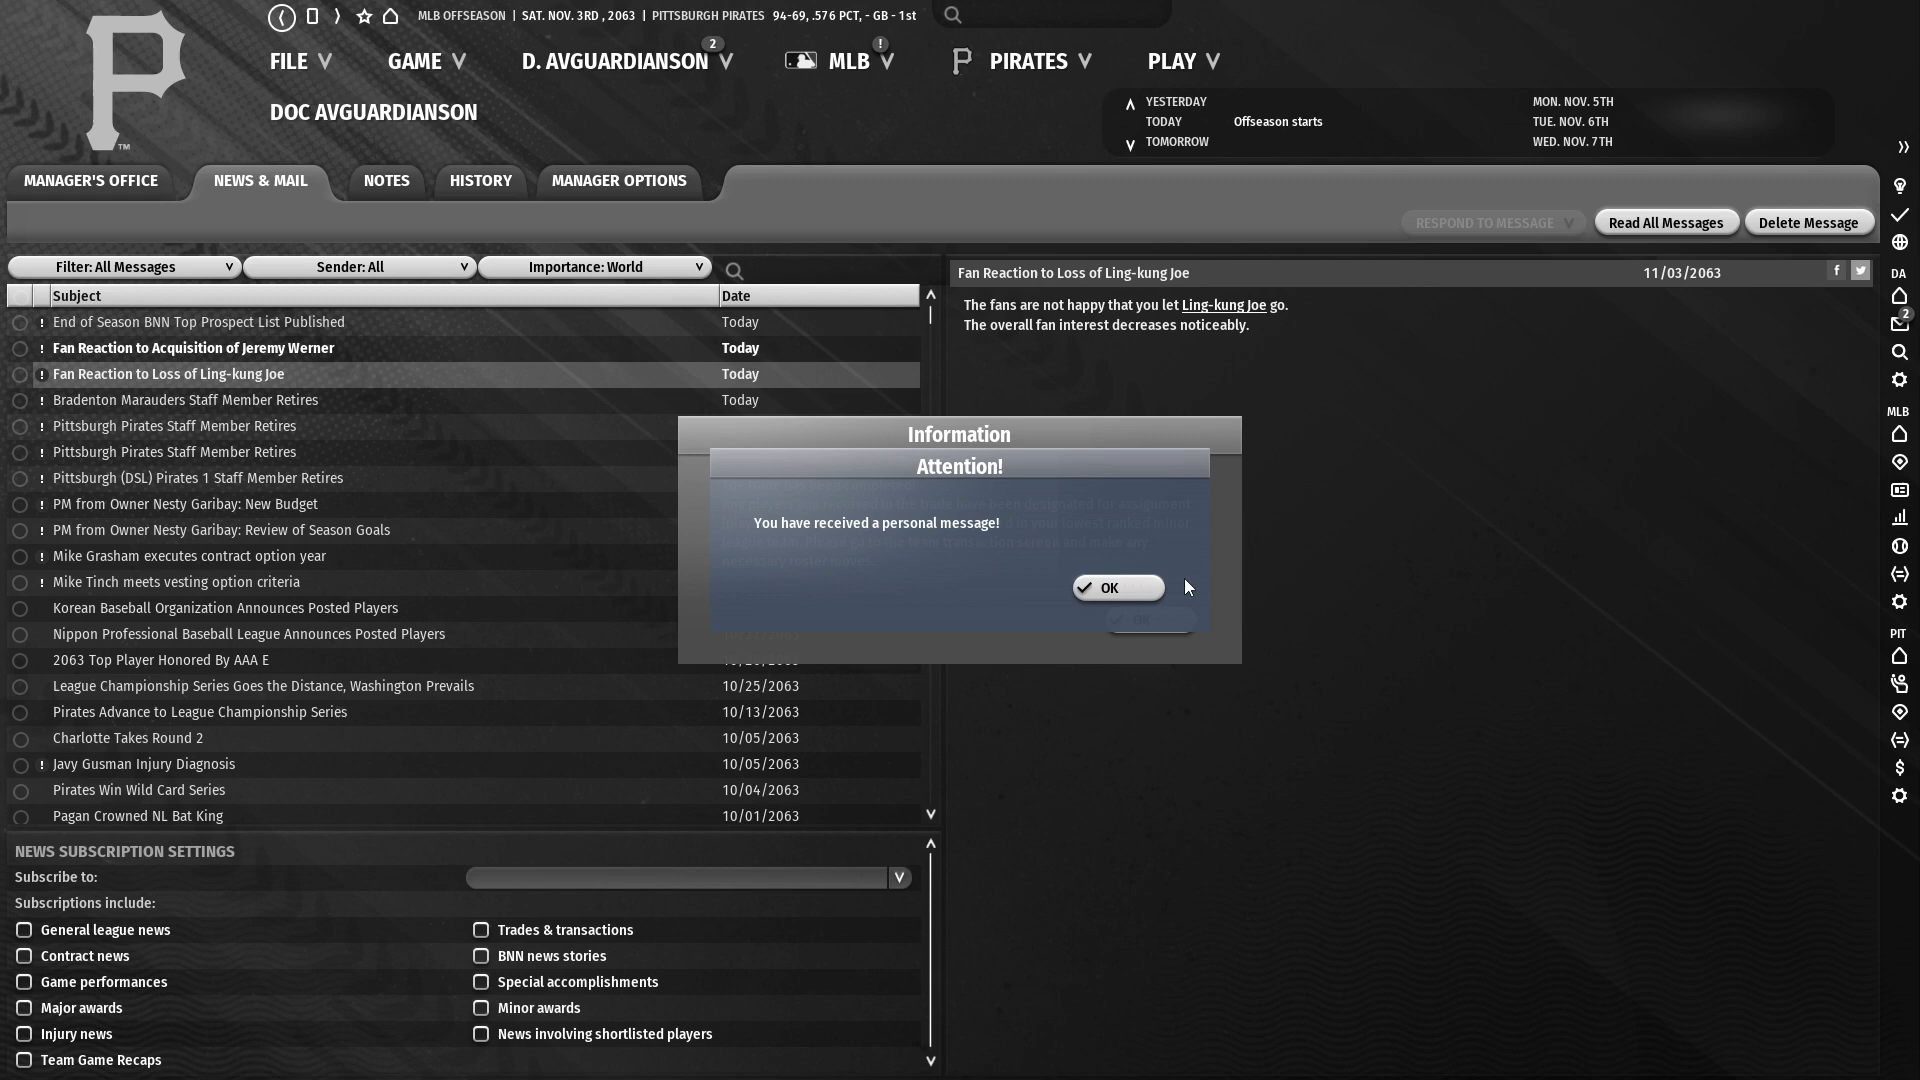 MLB OFFSEASON | SAT. NOV. 3RD , 2063 | PITTSBURGH PIRATES 94-69, .576 PCT, - GB - 1st
P
TM
FILE
GAME
D. AVGUARDIANSON
2
MLB
!
PIRATES
PLAY
DOC AVGUARDIANSON
YESTERDAY
TODAY Offseason starts
TOMORROW
MON. NOV. 5TH
TUE. NOV. 6TH
WED. NOV. 7TH
MANAGER'S OFFICE
NEWS & MAIL
NOTES
HISTORY
MANAGER OPTIONS
RESPOND TO MESSAGE
Read All Messages
Delete Message
Filter: All Messages
Sender: All
Importance: World
Subject Date
! End of Season BNN Top Prospect List Published Today
! Fan Reaction to Acquisition of Jeremy Werner Today
! Fan Reaction to Loss of Ling-kung Joe Today
! Bradenton Marauders Staff Member Retires Today
! Pittsburgh Pirates Staff Member Retires
! Pittsburgh Pirates Staff Member Retires
! Pittsburgh (DSL) Pirates 1 Staff Member Retires
! PM from Owner Nesty Garibay: New Budget
! PM from Owner Nesty Garibay: Review of Season Goals
! Mike Grasham executes contract option year
! Mike Tinch meets vesting option criteria
Korean Baseball Organization Announces Posted Players
Nippon Professional Baseball League Announces Posted Players
2063 Top Player Honored By AAA E
League Championship Series Goes the Distance, Washington Prevails 10/25/2063
Pirates Advance to League Championship Series 10/13/2063
Charlotte Takes Round 2 10/05/2063
! Javy Gusman Injury Diagnosis 10/05/2063
Pirates Win Wild Card Series 10/04/2063
Pagan Crowned NL Bat King 10/01/2063
Fan Reaction to Loss of Ling-kung Joe 11/03/2063
The fans are not happy that you let Ling-kung Joe go.
The overall fan interest decreases noticeably.
Information
Attention!
You have received a personal message!
OK
NEWS SUBSCRIPTION SETTINGS
Subscribe to:
Subscriptions include:
General league news
Trades & transactions
Contract news
BNN news stories
Game performances
Special accomplishments
Major awards
Minor awards
Injury news
News involving shortlisted players
Team Game Recaps
DA
2
MLB
PIT